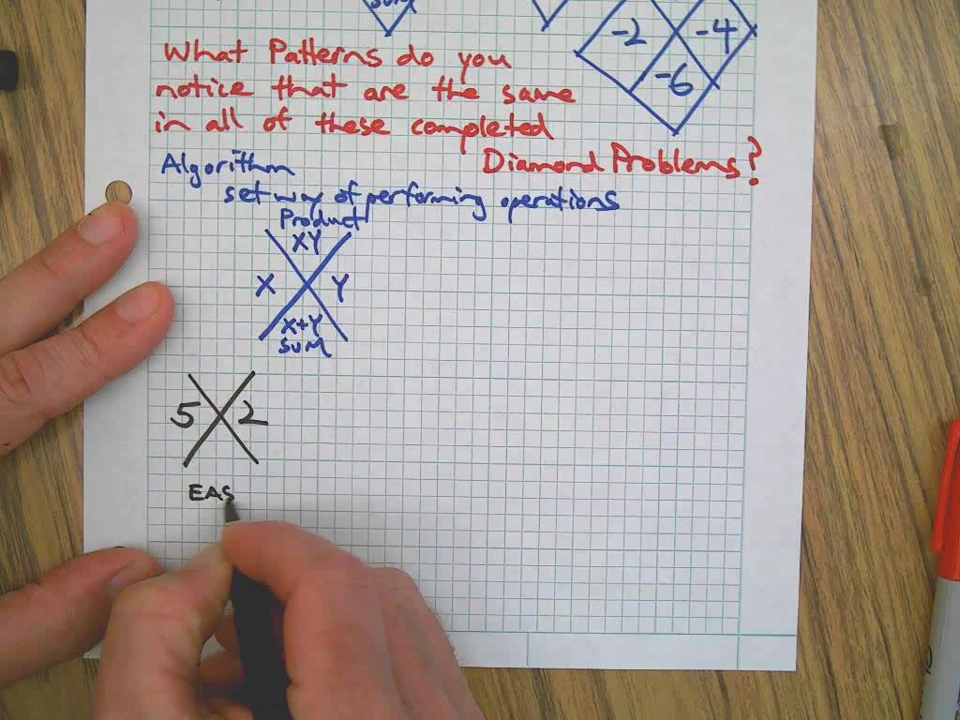 SUM
-2 -4
-6
What Patterns do you
notice that are the same
in all of these completed
Diamond Problems?
Algorithm
set way of performing operations
Product
XY
X Y
X+Y
SUM
5 2
EAS